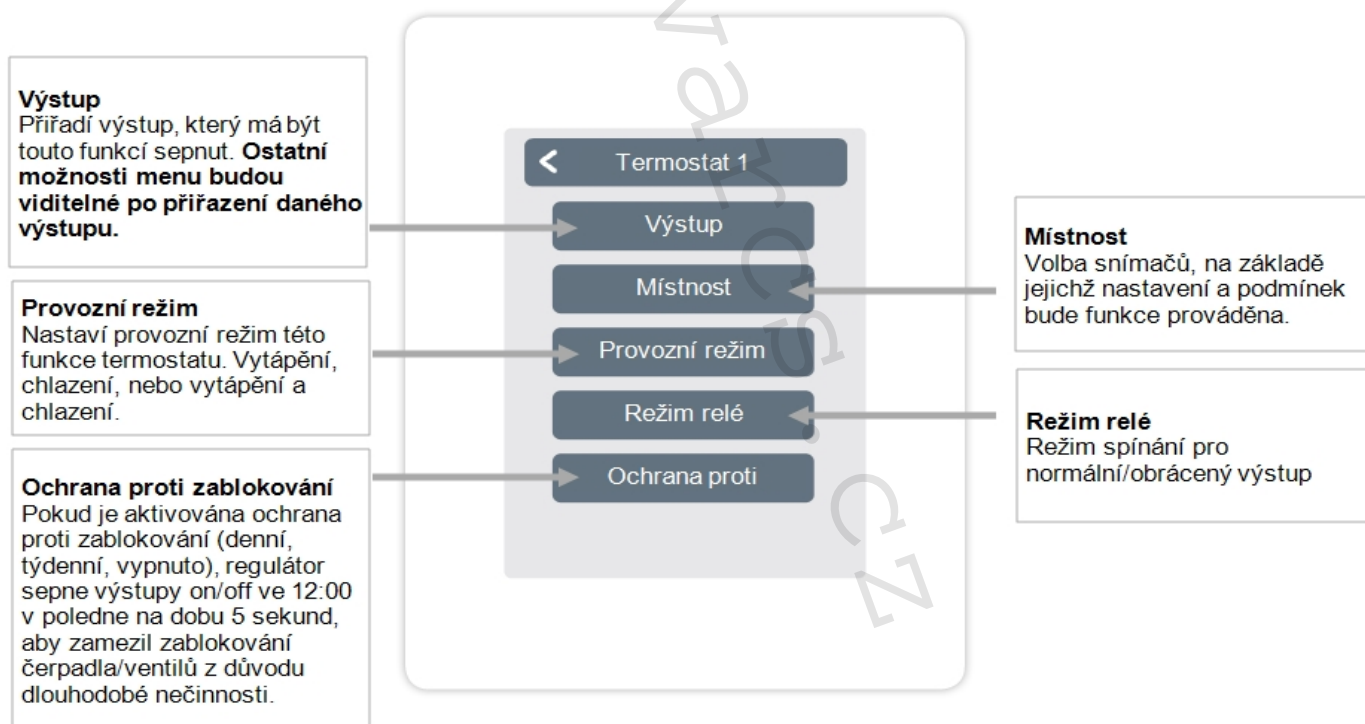 Výstup
Přiřadí výstup, který má být
touto funkcí sepnut. Ostatní
možnosti menu budou
viditelné po přiřazení daného
výstupu.
Provozní režim
Nastaví provozní režim této
funkce termostatu. Vytápění,
chlazení, nebo vytápění a
chlazení.
Ochrana proti zablokování
Pokud je aktivována ochrana
proti zablokování (denní,
týdenní, vypnuto), regulátor
sepne výstupy on/off ve 12:00
v poledne na dobu 5 sekund,
aby zamezil zablokování
čerpadla/ventilů z důvodu
dlouhodobé nečinnosti.
< Termostat 1
Výstup
Místnost
Provozní režim
Režim relé
Ochrana proti
Místnost
Volba snímačů, na základě
jejichž nastavení a podmínek
bude funkce prováděna.
Režim relé
Režim spínání pro
normální/obrácený výstup